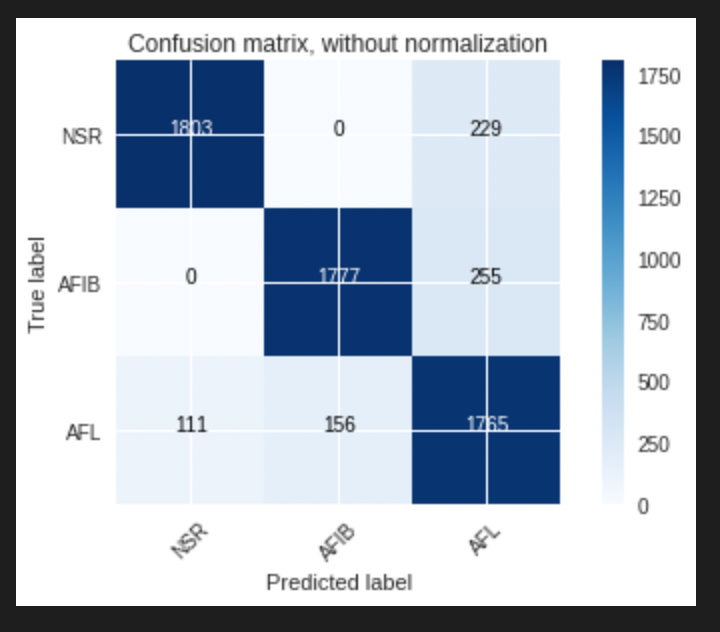 Confusion matrix, without normalization
NSR 1803 0 229
AFIB 0 1777 255
AFL 111 156 1765
NSR AFIB AFL
True label
Predicted label
1750
1500
1250
1000
750
500
250
0